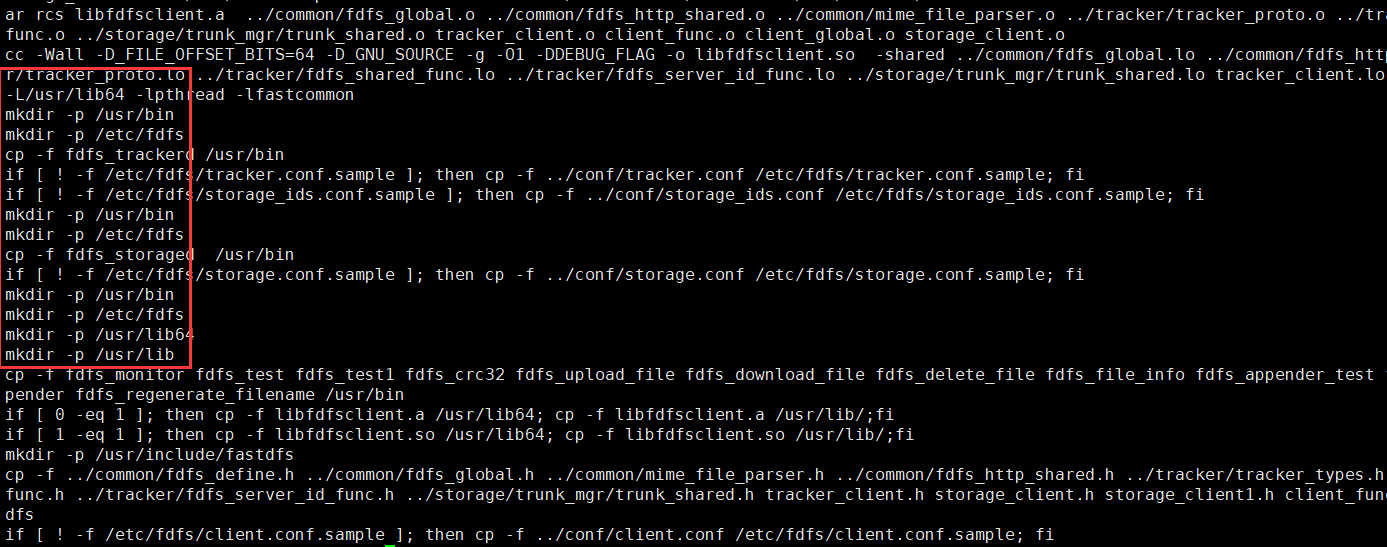 ar rcs libfdfsclient.a ../common/fdfs_global.o ../common/fdfs_http_shared.o ../common/mime_file_parser.o ../tracker/tracker_proto.o ../tra
func.o ../storage/trunk_mgr/trunk_shared.o tracker_client.o client_func.o client_global.o storage_client.o
cc -Wall -D_FILE_OFFSET_BITS=64 -D_GNU_SOURCE -g -O1 -DDEBUG_FLAG -o libfdfsclient.so -shared ../common/fdfs_global.lo ../common/fdfs_http
r/tracker_proto.lo ../tracker/fdfs_shared_func.lo ../tracker/fdfs_server_id_func.lo ../storage/trunk_mgr/trunk_shared.lo tracker_client.lo
-L/usr/lib64 -lpthread -lfastcommon
mkdir -p /usr/bin
mkdir -p /etc/fdfs
cp -f fdfs_trackerd /usr/bin
if [ ! -f /etc/fdfs/tracker.conf.sample ]; then cp -f ../conf/tracker.conf /etc/fdfs/tracker.conf.sample; fi
if [ ! -f /etc/fdfs/storage_ids.conf.sample ]; then cp -f ../conf/storage_ids.conf /etc/fdfs/storage_ids.conf.sample; fi
mkdir -p /usr/bin
mkdir -p /etc/fdfs
cp -f fdfs_storaged /usr/bin
if [ ! -f /etc/fdfs/storage.conf.sample ]; then cp -f ../conf/storage.conf /etc/fdfs/storage.conf.sample; fi
mkdir -p /usr/bin
mkdir -p /etc/fdfs
mkdir -p /usr/lib64
mkdir -p /usr/lib
cp -f fdfs_monitor fdfs_test fdfs_test1 fdfs_crc32 fdfs_upload_file fdfs_download_file fdfs_delete_file fdfs_file_info fdfs_appender_test
pender fdfs_regenerate_filename /usr/bin
if [ 0 -eq 1 ]; then cp -f libfdfsclient.a /usr/lib64; cp -f libfdfsclient.a /usr/lib/;fi
if [ 1 -eq 1 ]; then cp -f libfdfsclient.so /usr/lib64; cp -f libfdfsclient.so /usr/lib/;fi
mkdir -p /usr/include/fastdfs
cp -f ../common/fdfs_define.h ../common/fdfs_global.h ../common/mime_file_parser.h ../common/fdfs_http_shared.h ../tracker/tracker_types.h
func.h ../tracker/fdfs_server_id_func.h ../storage/trunk_mgr/trunk_shared.h tracker_client.h storage_client.h storage_client1.h client_func
dfs
if [ ! -f /etc/fdfs/client.conf.sample ]; then cp -f ../conf/client.conf /etc/fdfs/client.conf.sample; fi